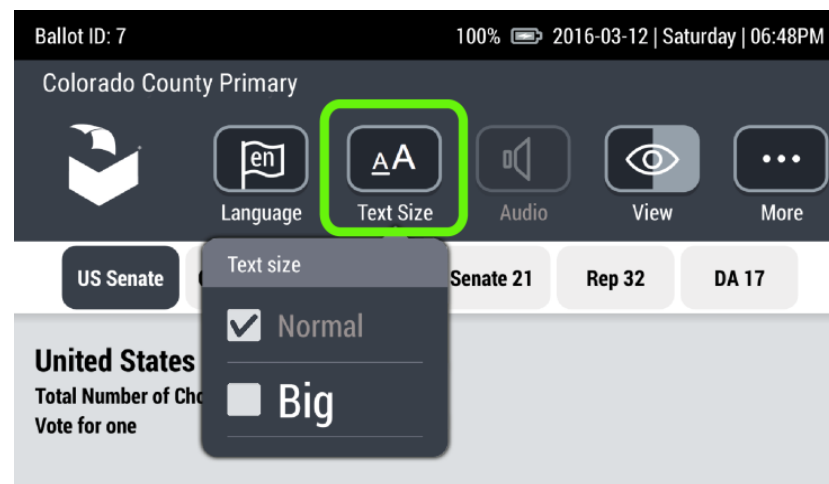 Ballot ID: 7 100% 2016-03-12 | Saturday | 06:48PM
Colorado County Primary
en AA
Language Text Size Audio View More
US Senate Text size Senate 21 Rep 32 DA 17
Normal
United States
Total Number of
Big
Vote for one